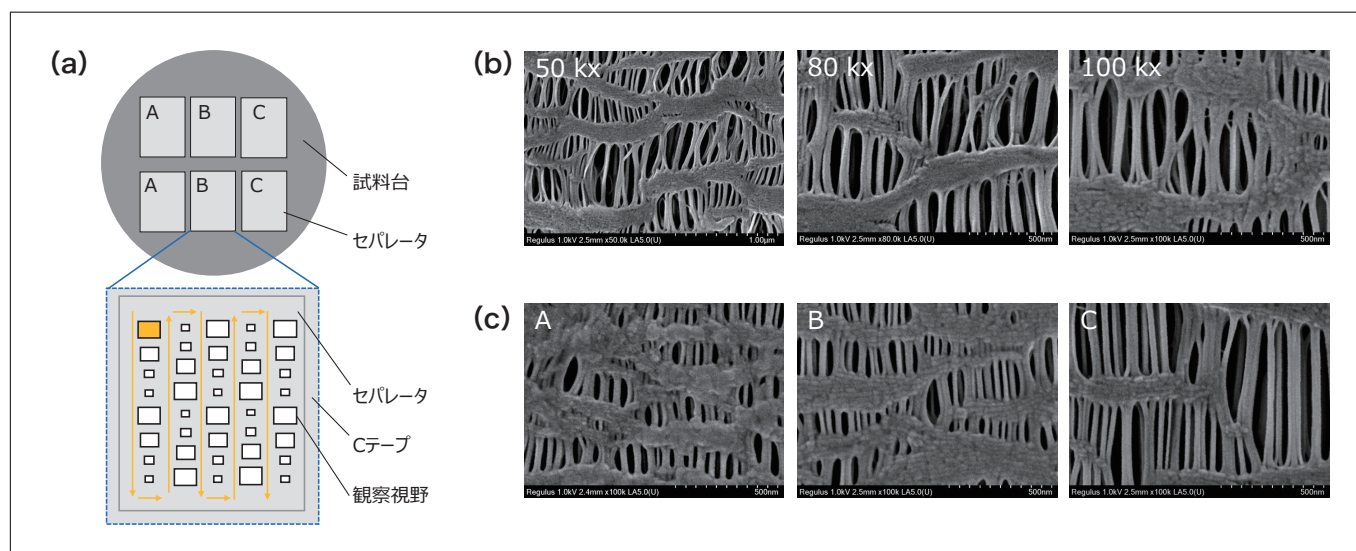 (a)
A B C
A B C
試料台
セパレータ
セパレータ
Cテープ
観察視野
(b)
50 kx
Regulus 1.0kV 2.5mm x50.0k LA5.0(U) 1.00μm
80 kx
Regulus 1.0kV 2.5mm x80.0k LA5.0(U) 500nm
100 kx
Regulus 1.0kV 2.5mm x100k LA5.0(U) 500nm
(c)
A
Regulus 1.0kV 2.4mm x100k LA5.0(U) 500nm
B
Regulus 1.0kV 2.5mm x100k LA5.0(U) 500nm
C
Regulus 1.0kV 2.5mm x100k LA5.0(U) 500nm